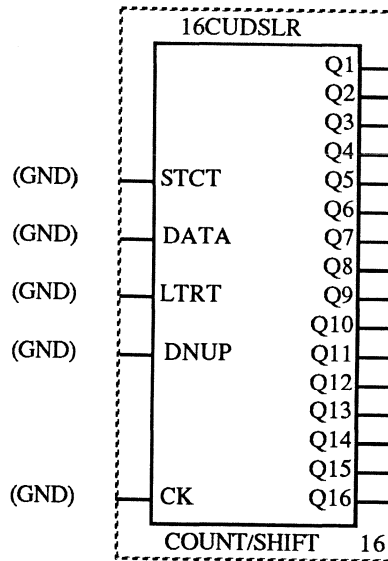 16CUDSLR
Q1
Q2
Q3
Q4
(GND) STCT Q5
Q6
(GND) DATA Q7
Q8
(GND) LTRT Q9
Q10
(GND) DNUP Q11
Q12
Q13
Q14
Q15
(GND) CK Q16
COUNT/SHIFT 16